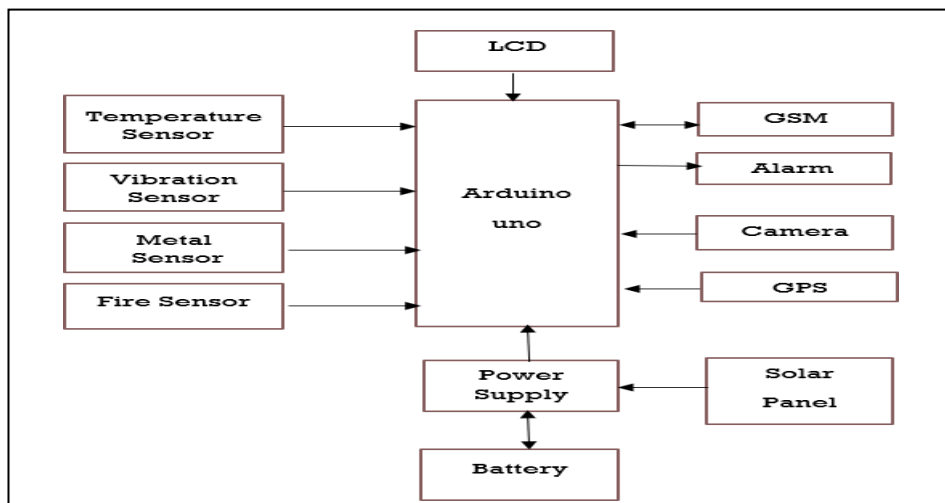 LCD
Temperature
Sensor
Vibration
Sensor
Metal
Sensor
Fire Sensor
Arduino
uno
GSM
Alarm
Camera
GPS
Power
Supply
Solar
Panel
Battery